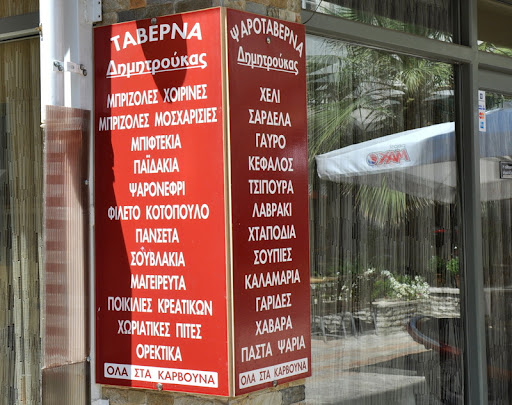 ΤΑΒΕΡΝΑ
Δημητρούκας
ΜΠΡΙΖΟΛΕΣ ΧΟΙΡΙΝΕΣ
ΜΠΡΙΖΟΛΕΣ ΜΟΣΧΑΡΙΣΙΕΣ
ΜΠΙΦΤΕΚΙΑ
ΠΑΪΔΑΚΙΑ
ΨΑΡΟΝΕΦΡΙ
ΦΙΛΕΤΟ ΚΟΤΟΠΟΥΛΟ
ΠΑΝΣΕΤΑ
ΣΟΥΒΛΑΚΙΑ
ΜΑΓΕΙΡΕΥΤΑ
ΠΟΙΚΙΛΙΕΣ ΚΡΕΑΤΙΚΩΝ
ΧΩΡΙΑΤΙΚΕΣ ΠΙΤΕΣ
ΟΡΕΚΤΙΚΑ
ΟΛΑ ΣΤΑ ΚΑΡΒΟΥΝΑ
ΨΑΡΟΤΑΒΕΡΝΑ
Ο
Δημητρούκας
ΧΕΛΙ
ΣΑΡΔΕΛΑ
ΓΑΥΡΟ
ΚΕΦΑΛΟΣ
ΤΣΙΠΟΥΡΑ
ΛΑΒΡΑΚΙ
ΧΤΑΠΟΔΙΑ
ΣΟΥΠΙΕΣ
ΚΑΛΑΜΑΡΙΑ
ΓΑΡΙΔΕΣ
ΧΑΒΑΡΑ
ΠΑΣΤΑ ΨΑΡΙΑ
ΟΛΑ ΣΤΑ ΚΑΡΒΟΥΝΑ